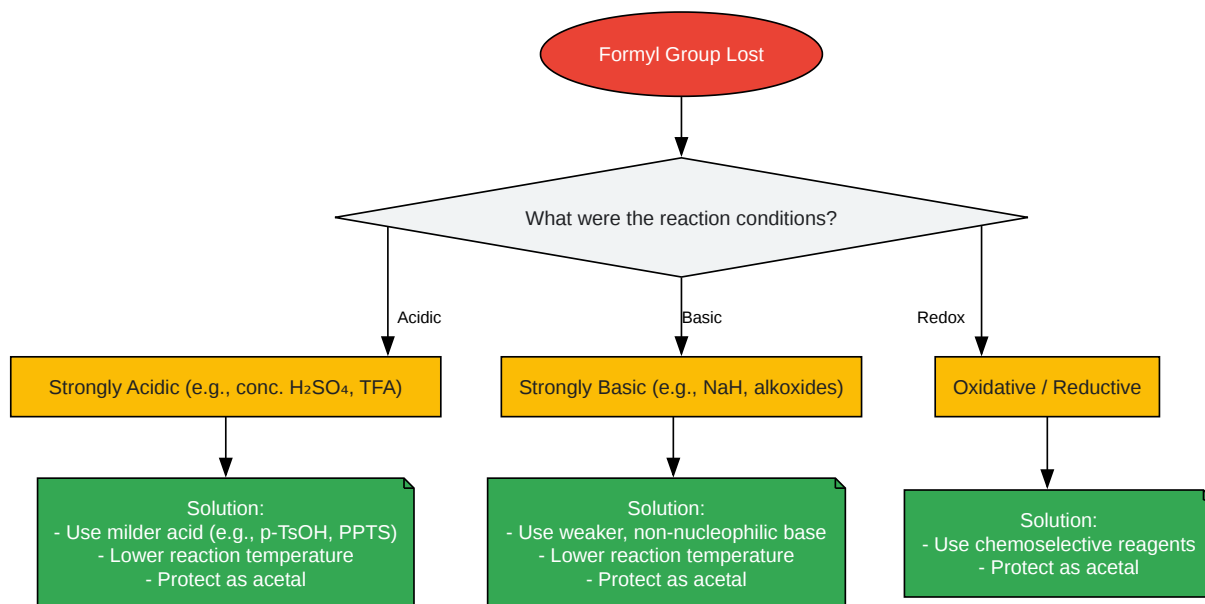 Formyl Group Lost
What were the reaction conditions?
Acidic
Basic
Redox
Strongly Acidic (e.g., conc. H₂SO₄, TFA)
Strongly Basic (e.g., NaH, alkoxides)
Oxidative / Reductive
Solution:
- Use milder acid (e.g., p-TsOH, PPTS)
- Lower reaction temperature
- Protect as acetal
Solution:
- Use weaker, non-nucleophilic base
- Lower reaction temperature
- Protect as acetal
Solution:
- Use chemoselective reagents
- Protect as acetal